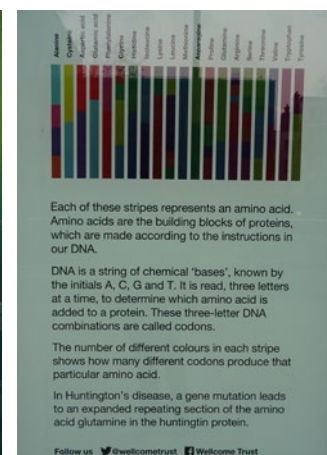 Alanine
Cysteine
Aspartic acid
Glutamic acid
Phenylalanine
Glycine
Histidine
Isoleucine
Lysine
Leucine
Methionine
Asparagine
Proline
Glutamine
Arginine
Serine
Threonine
Valine
Tryptophan
Tyrosine
Each of these stripes represents an amino acid.
Amino acids are the building blocks of proteins,
which are made according to the instructions in
our DNA.
DNA is a string of chemical ‘bases’, known by
the initials A, C, G and T. It is read, three letters
at a time, to determine which amino acid is
added to a protein. These three-letter DNA
combinations are called codons.
The number of different colours in each stripe
shows how many different codons produce that
particular amino acid.
In Huntington's disease, a gene mutation leads
to an expanded repeating section of the amino
acid glutamine in the huntingtin protein.
Follow us @wellcometrust Wellcome Trust